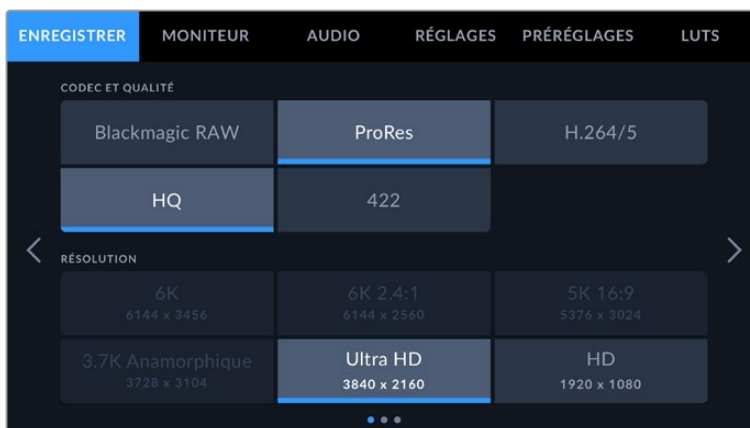 ENREGISTRER MONITEUR AUDIO RÉGLAGES PRÉRÉGLAGES LUTS
CODEC ET QUALITÉ
Blackmagic RAW ProRes H.264/5
HQ 422
RÉSOLUTION
6K 6K 2.4:1 5K 16:9
6144 x 3456 6144 x 2560 5376 x 3024
3.7K Anamorphique Ultra HD HD
3728 x 3104 3840 x 2160 1920 x 1080